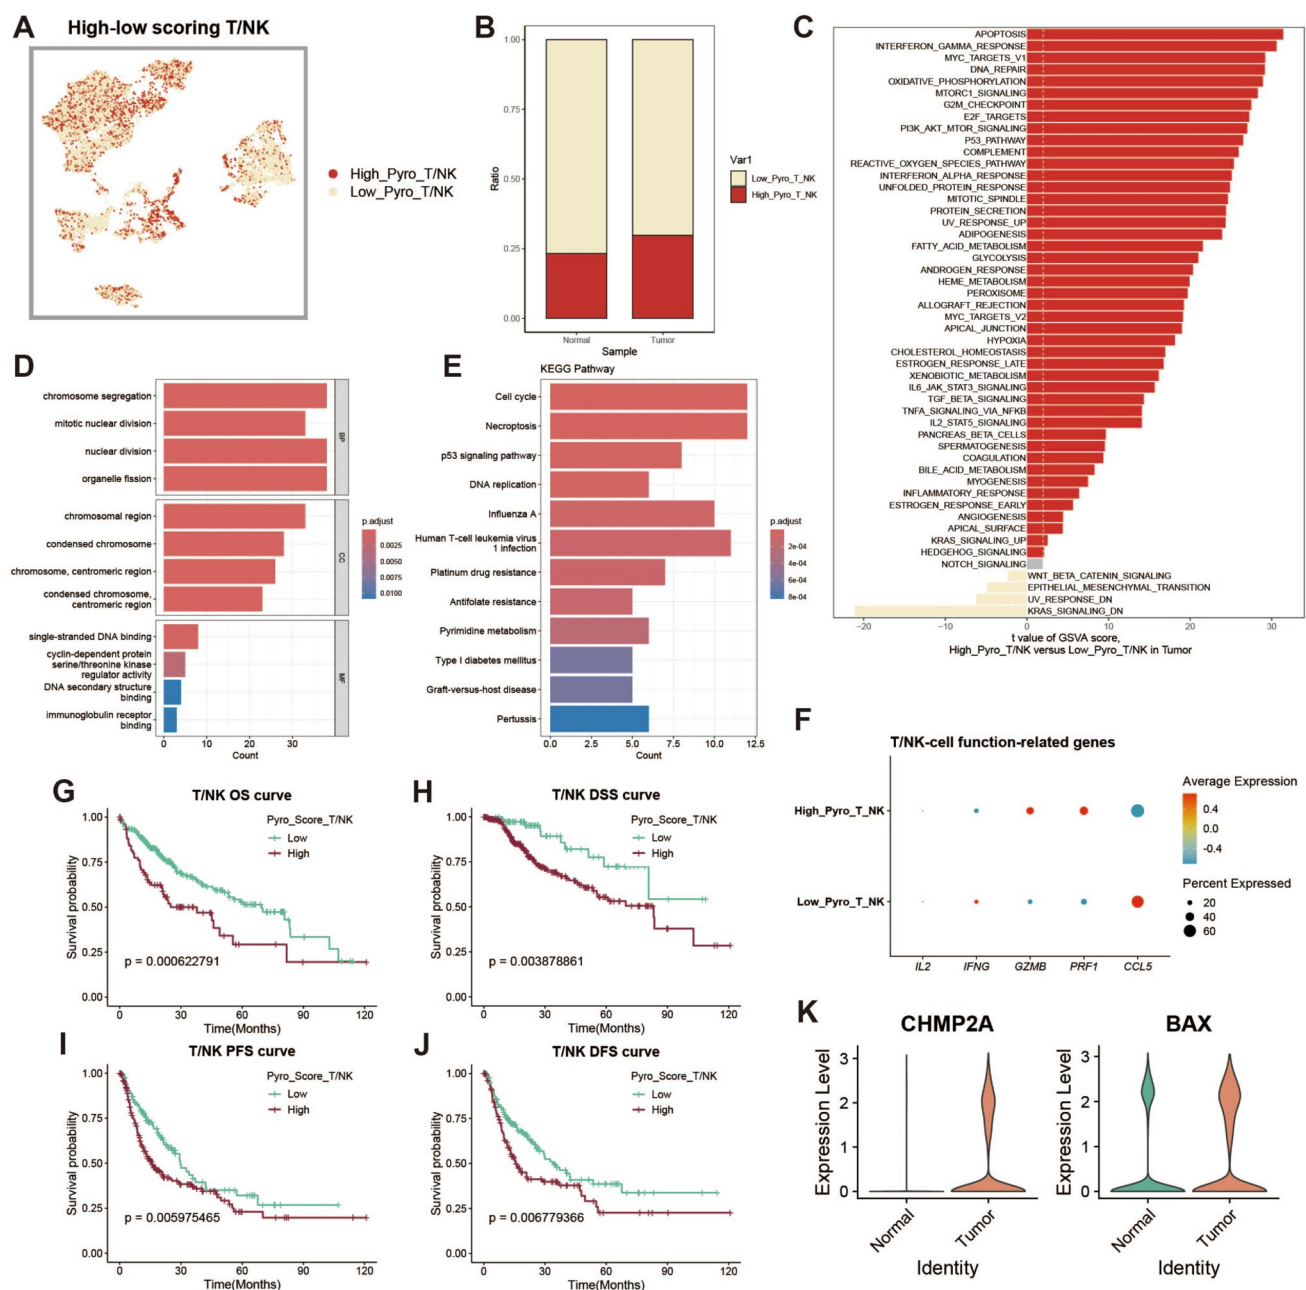 A
High-low scoring T/NK
High_Pyro_T/NK
Low_Pyro_T/NK
B
1.00
0.75
0.50
0.25
0.00
Ratio
Normal
Tumor
Sample
Var1
Low_Pyro_T_NK
High_Pyro_T_NK
C
APOPTOSIS
INTERFERON_GAMMA_RESPONSE
MYC_TARGETS_V1
DNA_REPAIR
OXIDATIVE_PHOSPHORYLATION
MTORC1_SIGNALING
G2M_CHECKPOINT
E2F_TARGETS
PI3K_AKT_MTOR_SIGNALING
P53_PATHWAY
COMPLEMENT
REACTIVE_OXYGEN_SPECIES_PATHWAY
INTERFERON_ALPHA_RESPONSE
UNFOLDED_PROTEIN_RESPONSE
MITOTIC_SPINDLE
PROTEIN_SECRETION
UV_RESPONSE_UP
ADIPOGENESIS
FATTY_ACID_METABOLISM
GLYCOLYSIS
ANDROGEN_RESPONSE
HEME_METABOLISM
PEROXISOME
ALLOGRAFT_REJECTION
MYC_TARGETS_V2
APICAL_JUNCTION
HYPOXIA
CHOLESTEROL_HOMEOSTASIS
ESTROGEN_RESPONSE_LATE
XENOBIOTIC_METABOLISM
IL6_JAK_STAT3_SIGNALING
TGF_BETA_SIGNALING
TNFA_SIGNALING_VIA_NFKB
IL2_STAT5_SIGNALING
PANCREAS_BETA_CELLS
SPERMATOGENESIS
COAGULATION
BILE_ACID_METABOLISM
MYOGENESIS
INFLAMMATORY_RESPONSE
ESTROGEN_RESPONSE_EARLY
ANGIOGENESIS
APICAL_SURFACE
KRAS_SIGNALING_UP
HEDGEHOG_SIGNALING
NOTCH_SIGNALING
WNT_BETA_CATENIN_SIGNALING
EPITHELIAL_MESENCHYMAL_TRANSITION
UV_RESPONSE_DN
KRAS_SIGNALING_DN
−20 −10 0 10 20 30
t value of GSVA score,
High_Pyro_T/NK versus Low_Pyro_T/NK in Tumor
D
chromosome segregation
mitotic nuclear division
nuclear division
organelle fission
BP
chromosomal region
condensed chromosome
chromosome, centromeric region
condensed chromosome,
centromeric region
CC
single-stranded DNA binding
cyclin-dependent protein
serine/threonine kinase
regulator activity
DNA secondary structure
binding
immunoglobulin receptor
binding
MF
0 10 20 30
Count
p.adjust
0.0025
0.0050
0.0075
0.0100
E
KEGG Pathway
Cell cycle
Necroptosis
p53 signaling pathway
DNA replication
Influenza A
Human T-cell leukemia virus
1 infection
Platinum drug resistance
Antifolate resistance
Pyrimidine metabolism
Type I diabetes mellitus
Graft-versus-host disease
Pertussis
0.0 2.5 5.0 7.5 10.0 12.5
Count
p.adjust
2e-04
4e-04
6e-04
8e-04
F
T/NK-cell function-related genes
High_Pyro_T_NK
Low_Pyro_T_NK
IL2 IFNG GZMB PRF1 CCL5
Average Expression
0.4
0.0
-0.4
Percent Expressed
20
40
60
G
T/NK OS curve
Pyro_Score_T/NK
Low
High
1.00
0.75
0.50
0.25
0.00
Survival probability
p = 0.000622791
0 30 60 90 120
Time(Months)
H
T/NK DSS curve
Pyro_Score_T/NK
Low
High
1.00
0.75
0.50
0.25
0.00
Survival probability
p = 0.003878861
0 30 60 90 120
Time(Months)
I
T/NK PFS curve
Pyro_Score_T/NK
Low
High
1.00
0.75
0.50
0.25
0.00
Survival probability
p = 0.005975465
0 30 60 90 120
Time(Months)
J
T/NK DFS curve
Pyro_Score_T/NK
Low
High
1.00
0.75
0.50
0.25
0.00
Survival probability
p = 0.006779366
0 30 60 90 120
Time(Months)
K
CHMP2A
3
2
1
0
Expression Level
Normal
Tumor
Identity
BAX
3
2
1
0
Expression Level
Normal
Tumor
Identity